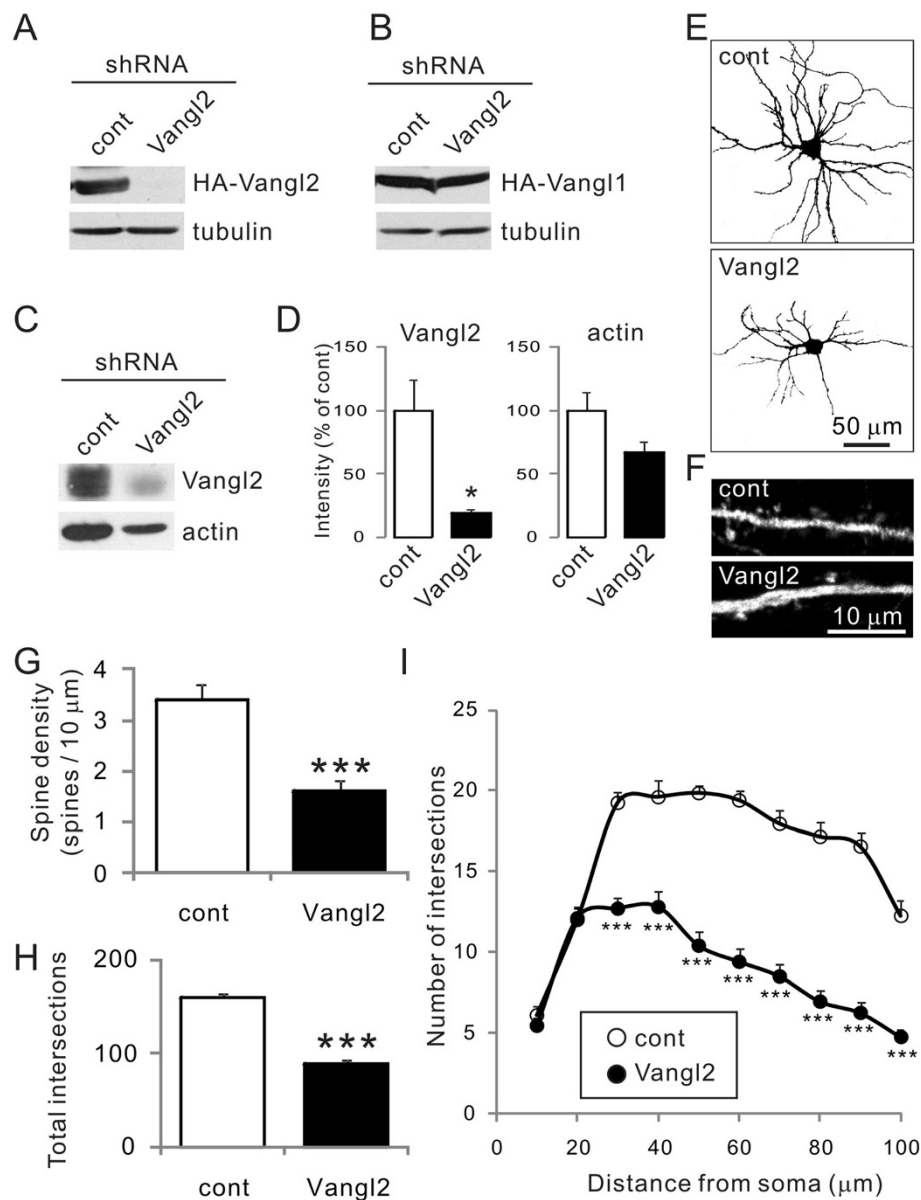 A
shRNA
cont
Vangl2
HA-Vangl2
tubulin
B
shRNA
cont
Vangl2
HA-Vangl1
tubulin
C
shRNA
cont
Vangl2
Vangl2
actin
D
Vangl2
actin
Intensity (% of cont)
150
100
50
0
cont
Vangl2
*
150
100
50
0
cont
Vangl2
E
cont
Vangl2
50 µm
F
cont
Vangl2
10 µm
G
Spine density
(spines / 10 µm)
4
3
2
1
0
***
cont
Vangl2
H
Total intersections
200
100
0
***
cont
Vangl2
I
Number of intersections
25
20
15
10
5
0
*** *** *** *** *** *** *** ***
cont
Vangl2
0 20 40 60 80 100
Distance from soma (µm)